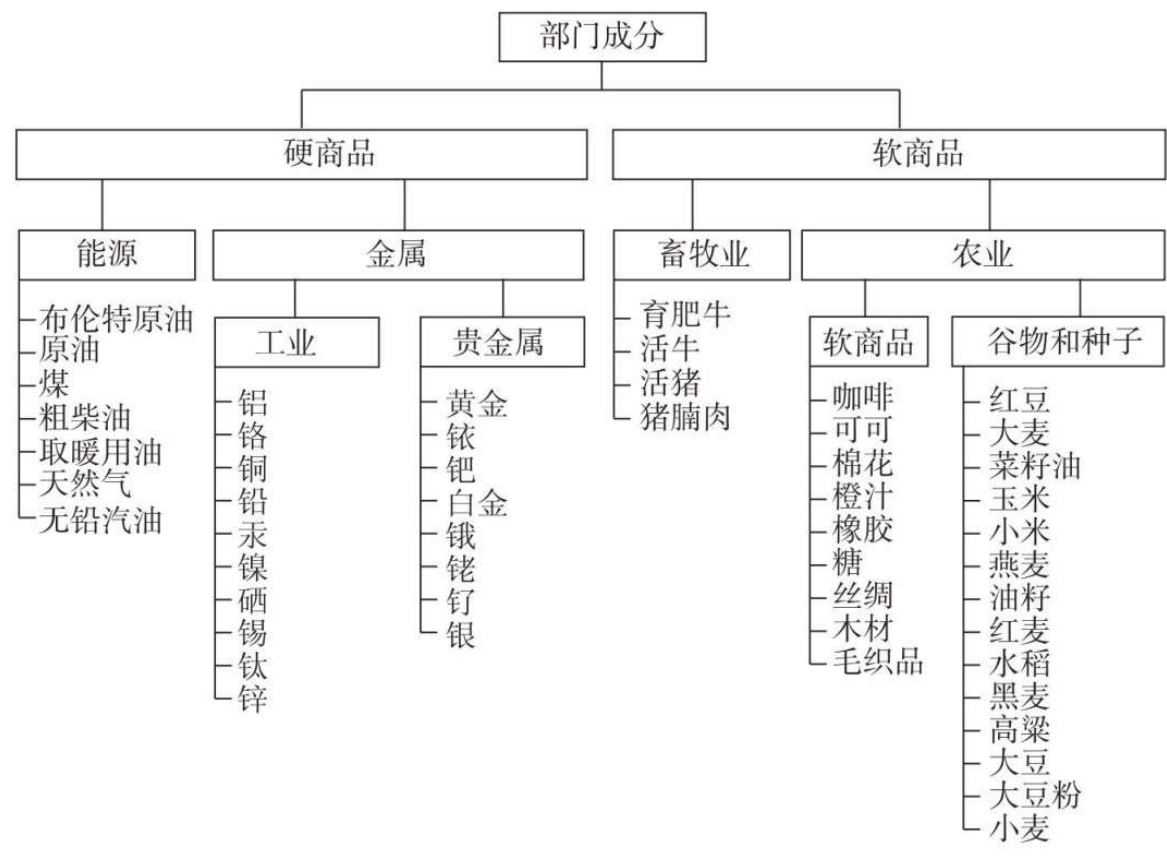 部门成分
硬商品
软商品
能源
金属
畜牧业
农业
布伦特原油
原油
煤
粗柴油
取暖用油
天然气
无铅汽油
工业
铝
铬
铜
铅
汞
镍
硒
锡
钛
锌
贵金属
黄金
铱
钯
白金
锇
铑
钌
银
育肥牛
活牛
活猪
猪腩肉
软商品
咖啡
可可
棉花
橙汁
橡胶
糖
丝绸
木材
毛织品
谷物和种子
红豆
大麦
菜籽油
玉米
小米
燕麦
油籽
红麦
水稻
黑麦
高粱
大豆
大豆粉
小麦